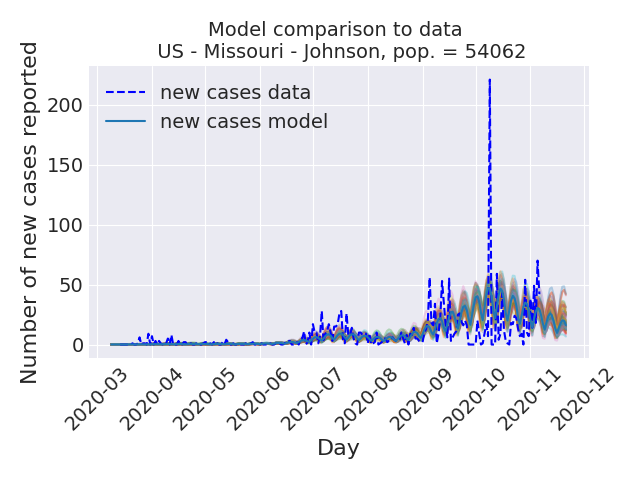 Model comparison to data
US - Missouri - Johnson, pop. = 54062
Number of new cases reported
200
150
100
50
0
new cases data
new cases model
2020-03
2020-04
2020-05
2020-06
2020-07
2020-08
2020-09
2020-10
2020-11
2020-12
Day